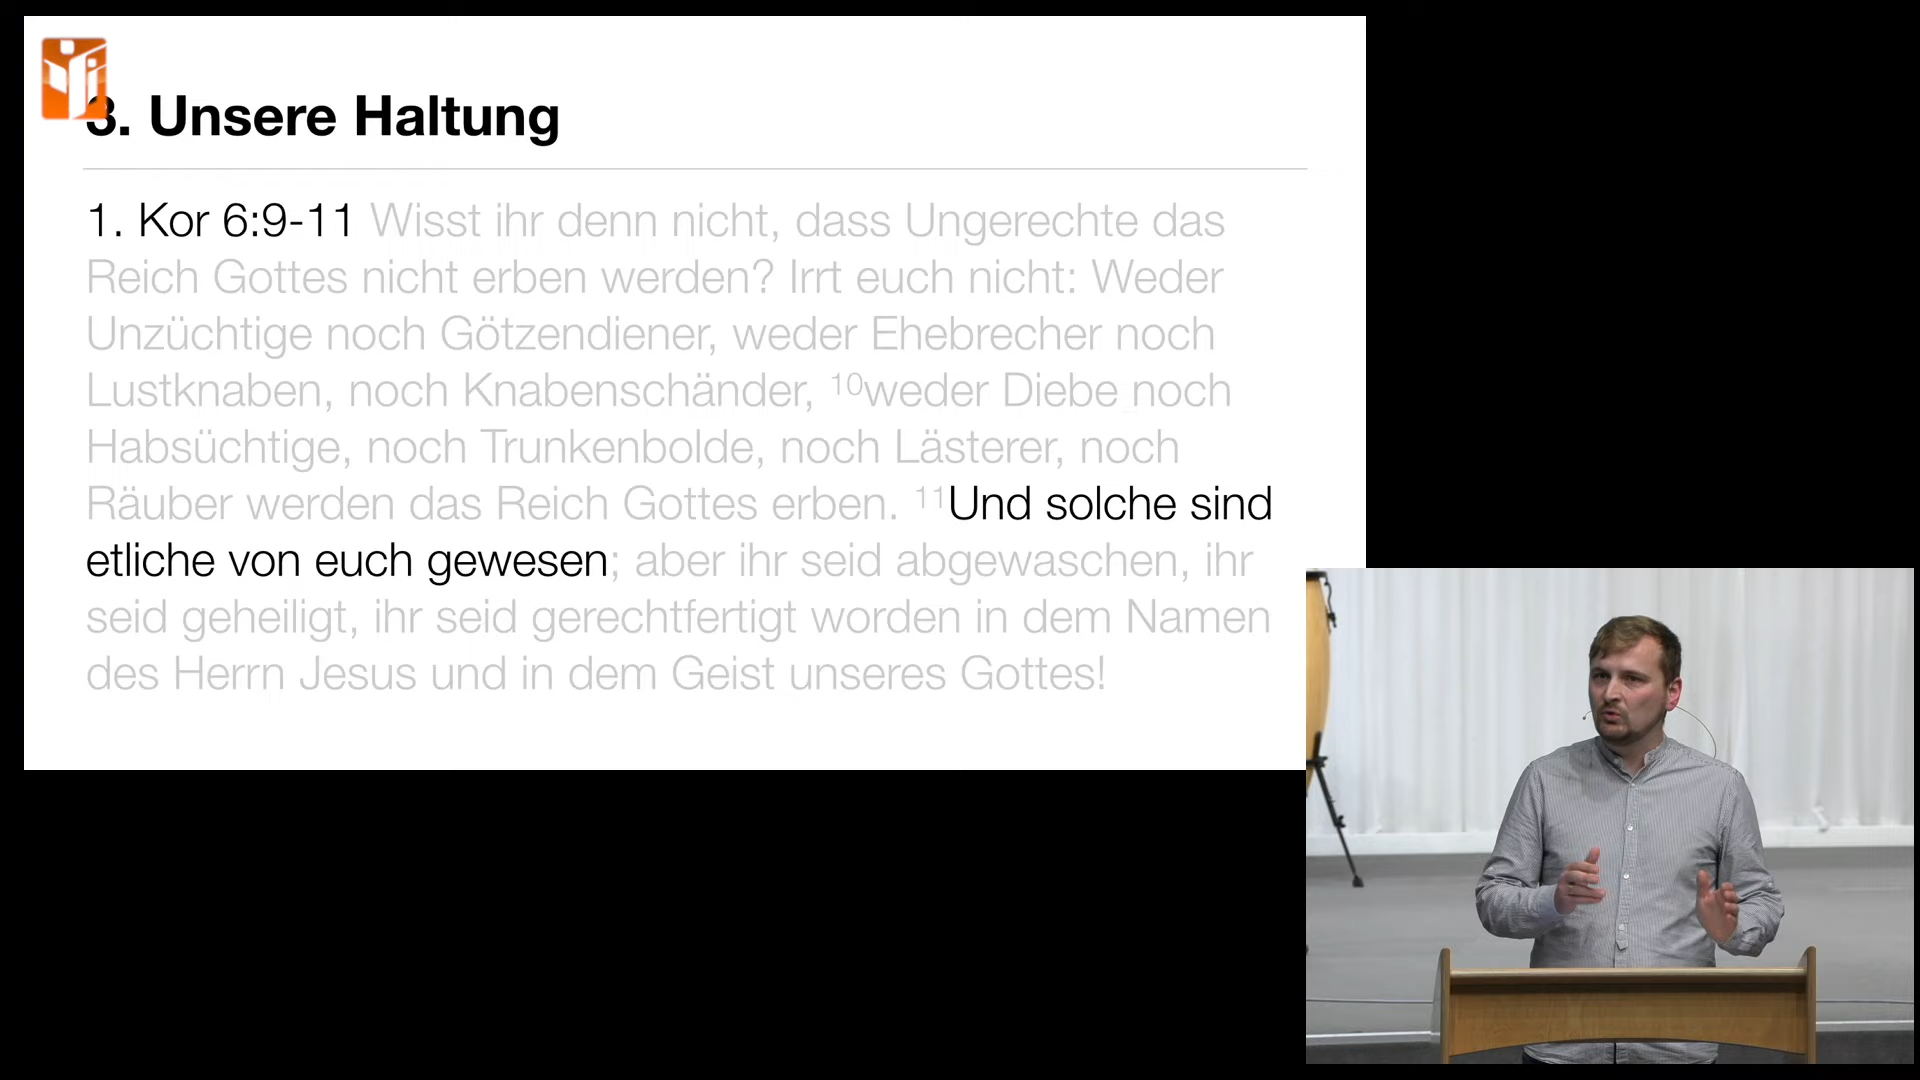 3. Unsere Haltung
1. Kor 6:9-11 Wisst ihr denn nicht, dass Ungerechte das
Reich Gottes nicht erben werden? Irrt euch nicht: Weder
Unzüchtige noch Götzendiener, weder Ehebrecher noch
Lustknaben, noch Knabenschänder, ¹⁰weder Diebe noch
Habsüchtige, noch Trunkenbolde, noch Lästerer, noch
Räuber werden das Reich Gottes erben. ¹¹Und solche sind
etliche von euch gewesen; aber ihr seid abgewaschen, ihr
seid geheiligt, ihr seid gerechtfertigt worden in dem Namen
des Herrn Jesus und in dem Geist unseres Gottes!